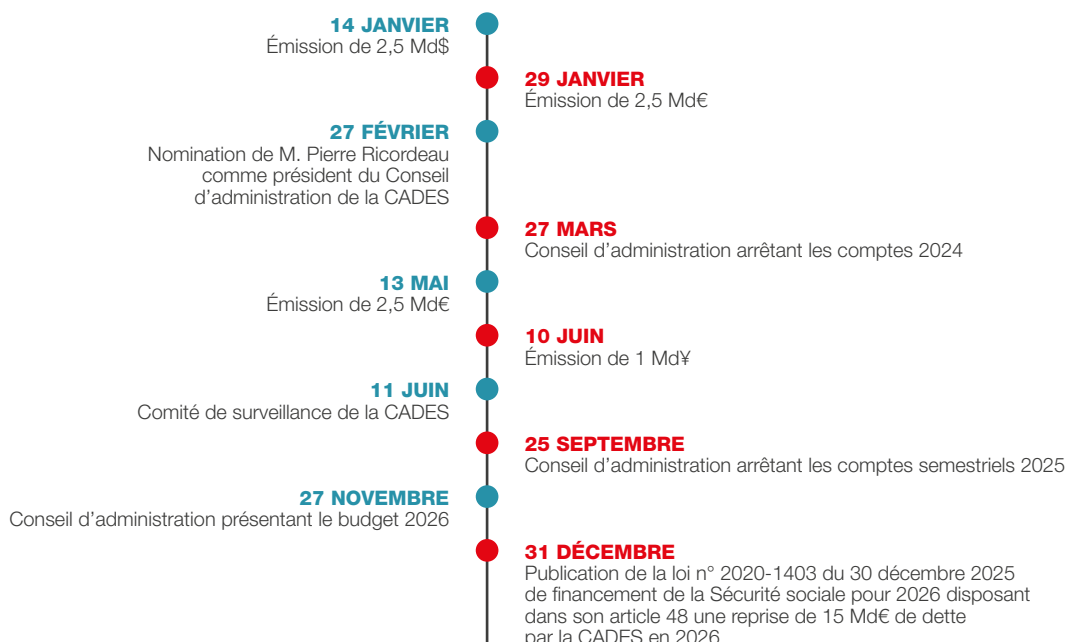 14 JANVIER
Émission de 2,5 Md$
29 JANVIER
Émission de 2,5 Md€
27 FÉVRIER
Nomination de M. Pierre Ricordeau
comme président du Conseil
d’administration de la CADES
27 MARS
Conseil d’administration arrêtant les comptes 2024
13 MAI
Émission de 2,5 Md€
10 JUIN
Émission de 1 Md¥
11 JUIN
Comité de surveillance de la CADES
25 SEPTEMBRE
Conseil d’administration arrêtant les comptes semestriels 2025
27 NOVEMBRE
Conseil d’administration présentant le budget 2026
31 DÉCEMBRE
Publication de la loi n° 2020-1403 du 30 décembre 2025
de financement de la Sécurité sociale pour 2026 disposant
dans son article 48 une reprise de 15 Md€ de dette
par la CADES en 2026